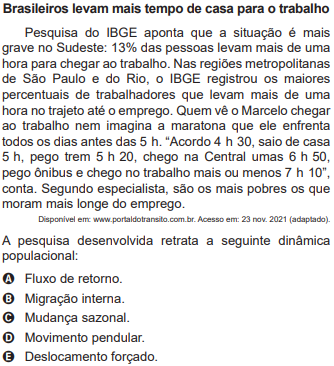 Brasileiros levam mais tempo de casa para o trabalho
Pesquisa do IBGE aponta que a situação é mais
grave no Sudeste: 13% das pessoas levam mais de uma
hora para chegar ao trabalho. Nas regiões metropolitanas
de São Paulo e do Rio, o IBGE registrou os maiores
percentuais de trabalhadores que levam mais de uma
hora no trajeto até o emprego. Quem vê o Marcelo chegar
ao trabalho nem imagina a maratona que ele enfrenta
todos os dias antes das 5 h. “Acordo 4 h 30, saio de casa
5 h, pego trem 5 h 20, chego na Central umas 6 h 50,
pego ônibus e chego no trabalho mais ou menos 7 h 10”,
conta. Segundo especialista, são os mais pobres os que
moram mais longe do emprego.
Disponível em: www.portaldotransito.com.br. Acesso em: 23 nov. 2021 (adaptado).
A pesquisa desenvolvida retrata a seguinte dinâmica
populacional:
A Fluxo de retorno.
B Migração interna.
C Mudança sazonal.
D Movimento pendular.
E Deslocamento forçado.